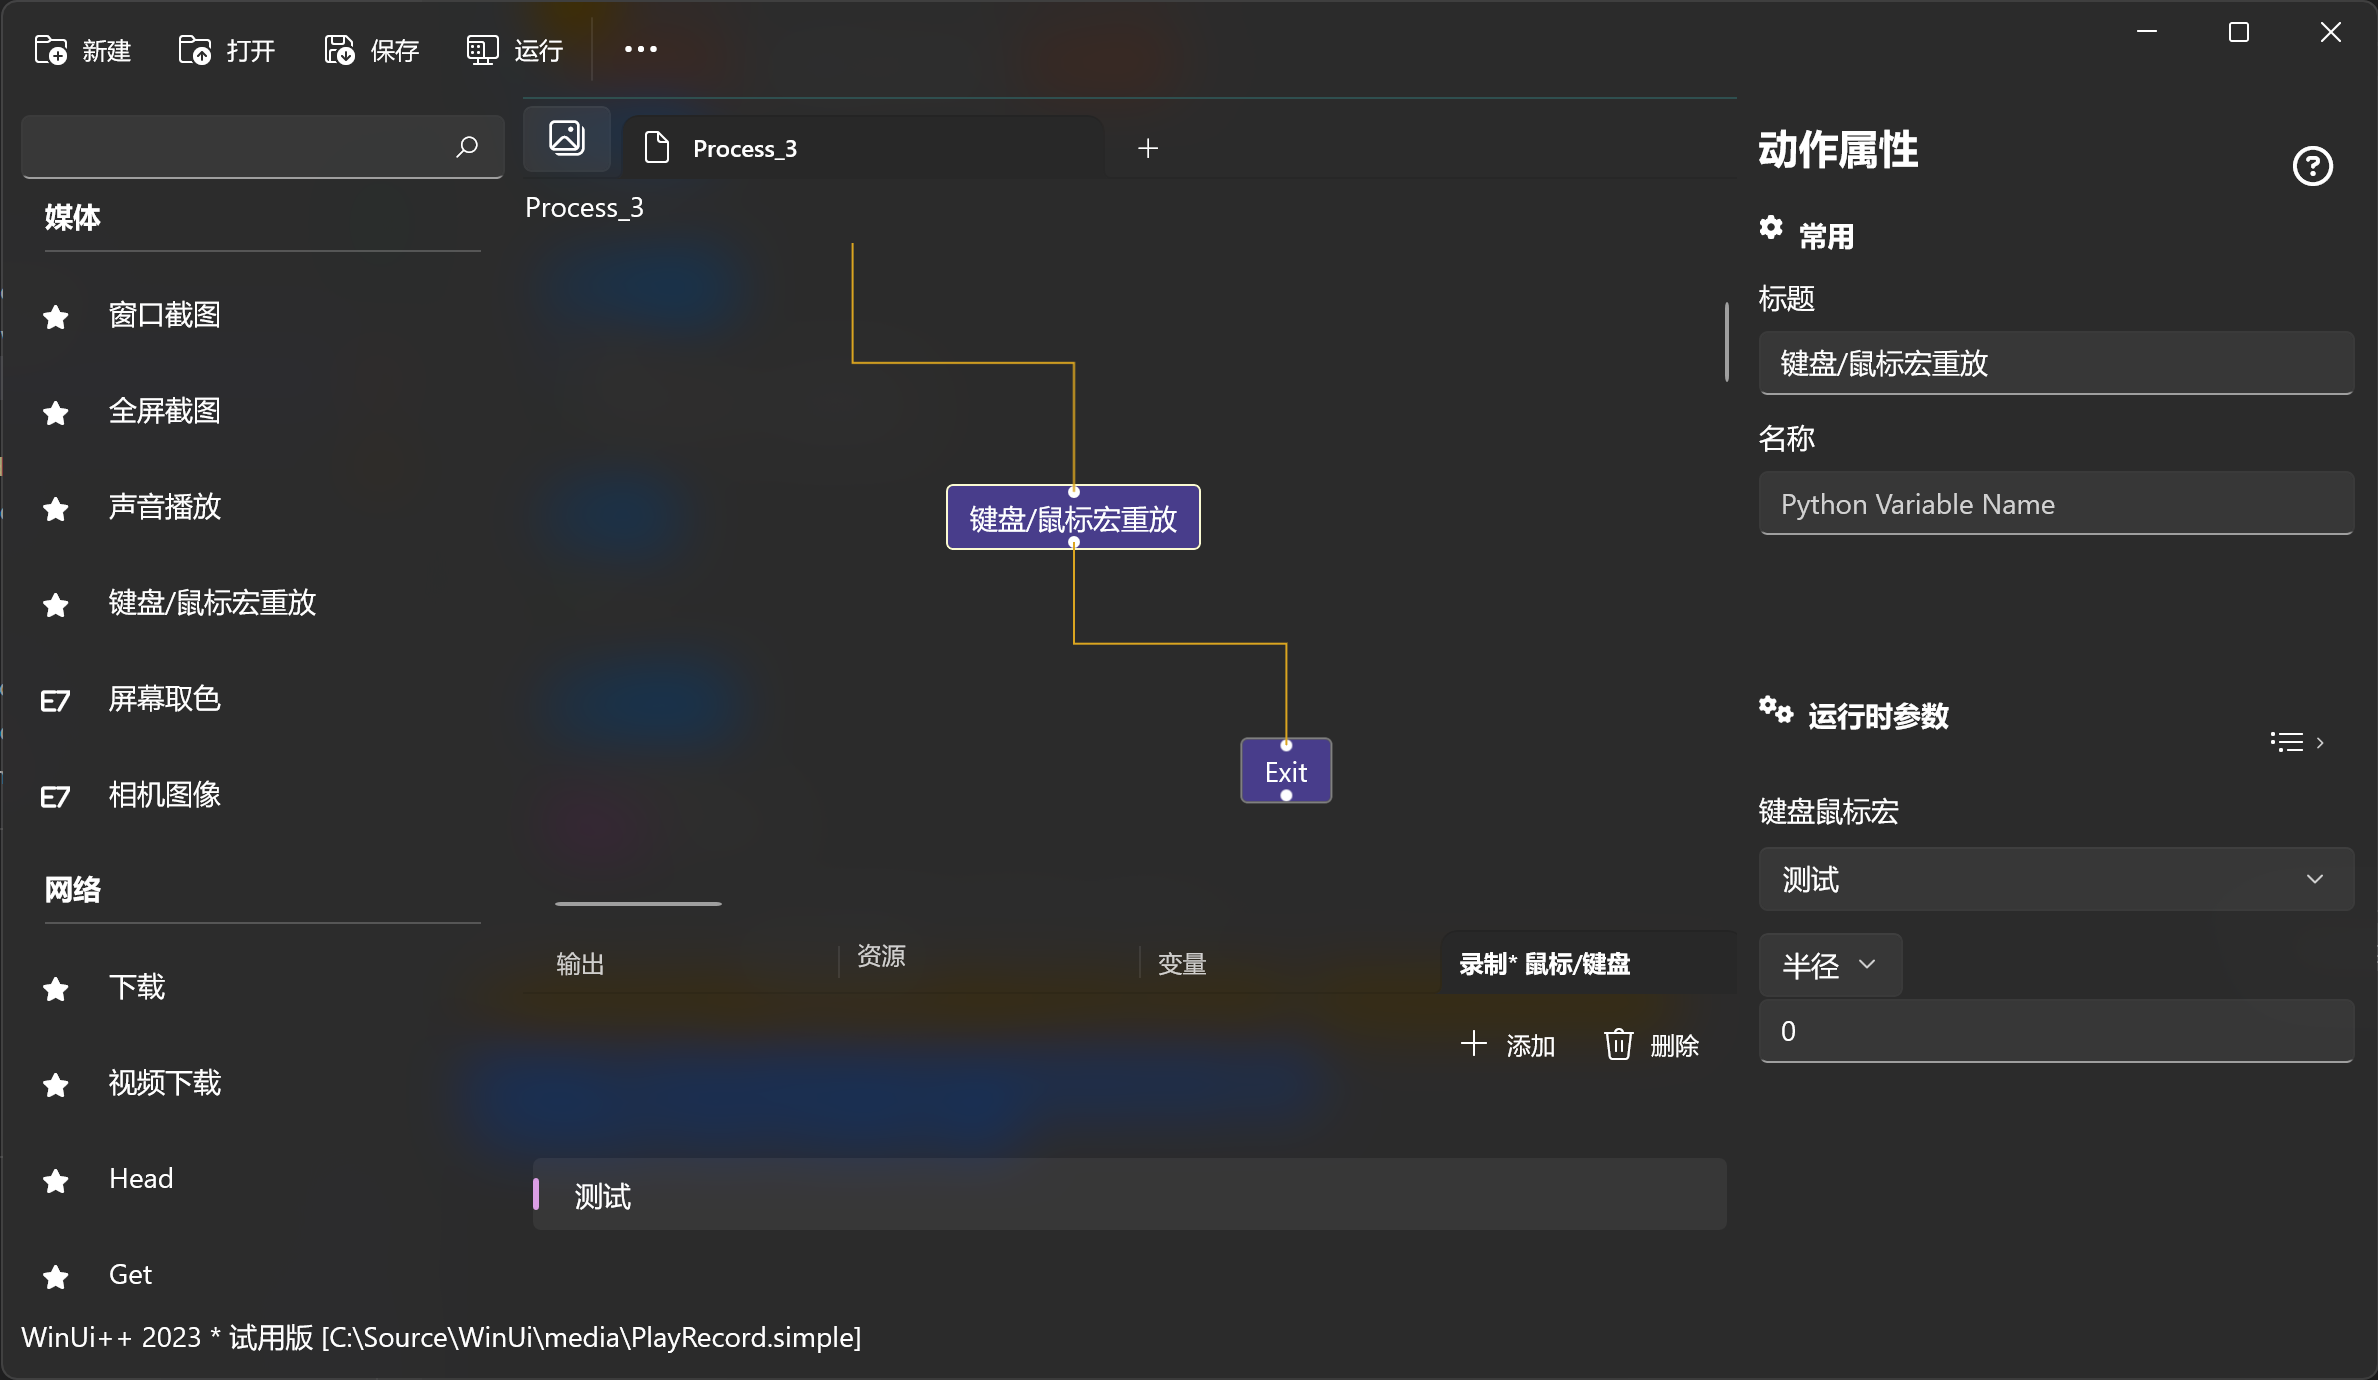 新建 打开 保存 运行
媒体
窗口截图
全屏截图
声音播放
键盘/鼠标宏重放
E7 屏幕取色
E7 相机图像
网络
下载
视频下载
Head
Get
Process_3
Process_3
键盘/鼠标宏重放
Exit
输出 资源 变量 录制* 鼠标/键盘
添加 删除
测试
动作属性
常用
标题
键盘/鼠标宏重放
名称
Python Variable Name
运行时参数
键盘鼠标宏
测试
半径
0
WinUi++ 2023 * 试用版 [C:\Source\WinUi\media\PlayRecord.simple]